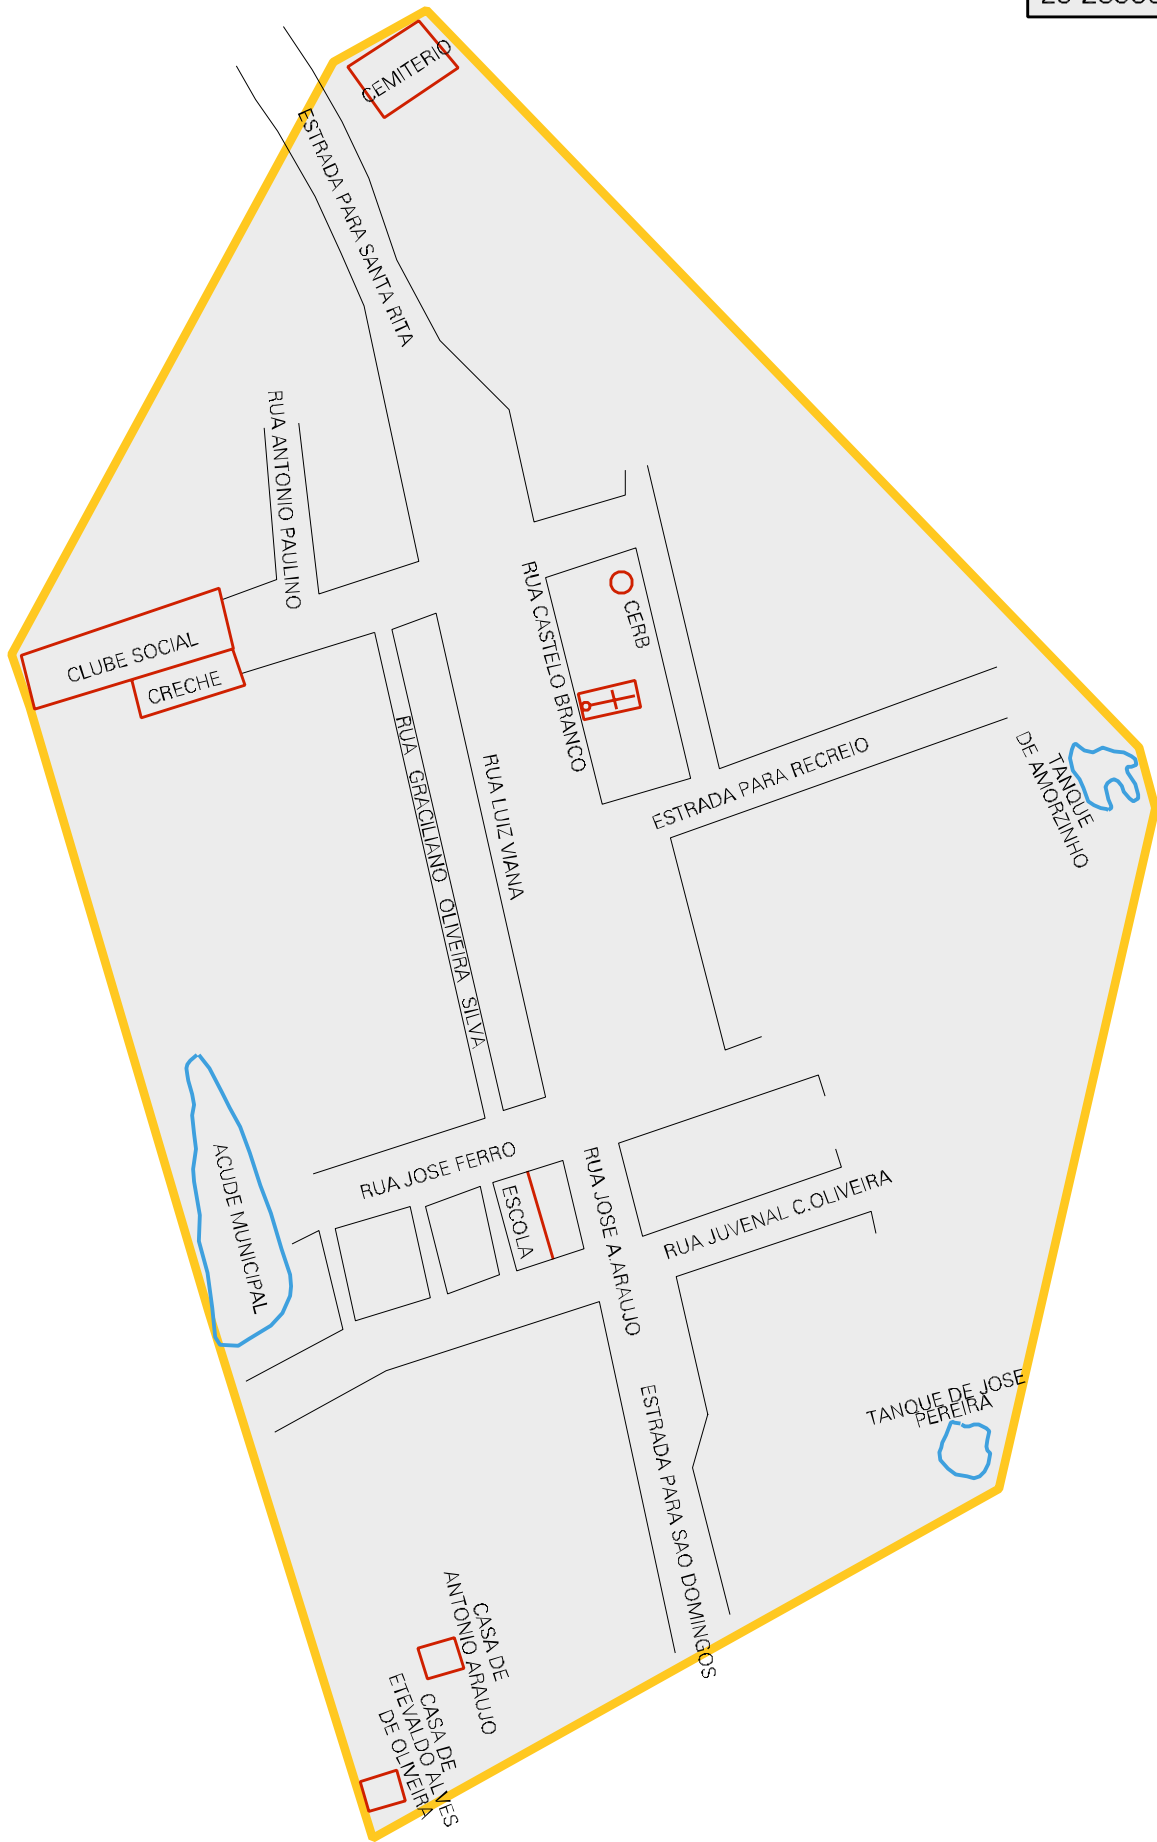 CEMITERIO
ESTRADA PARA SANTA RITA
RUA ANTONIO PAULINO
CLUBE SOCIAL
CRECHE
RUA CASTELO BRANCO
CERB
RUA GRACILIANO OLIVEIRA SILVA
RUA LUIZ VIANA
ESTRADA PARA RECREIO
TANQUE
DE AMORZINHO
ACUDE MUNICIPAL
RUA JOSE FERRO
ESCOLA
RUA JOSE A.ARAUJO
RUA JUVENAL C.OLIVEIRA
TANQUE DE JOSE
PEREIRA
ESTRADA PARA SAO DOMINGOS
CASA DE
ANTONIO ARAUJO
CASA DE
ETEVALDO ALVES
DE OLIVEIRA